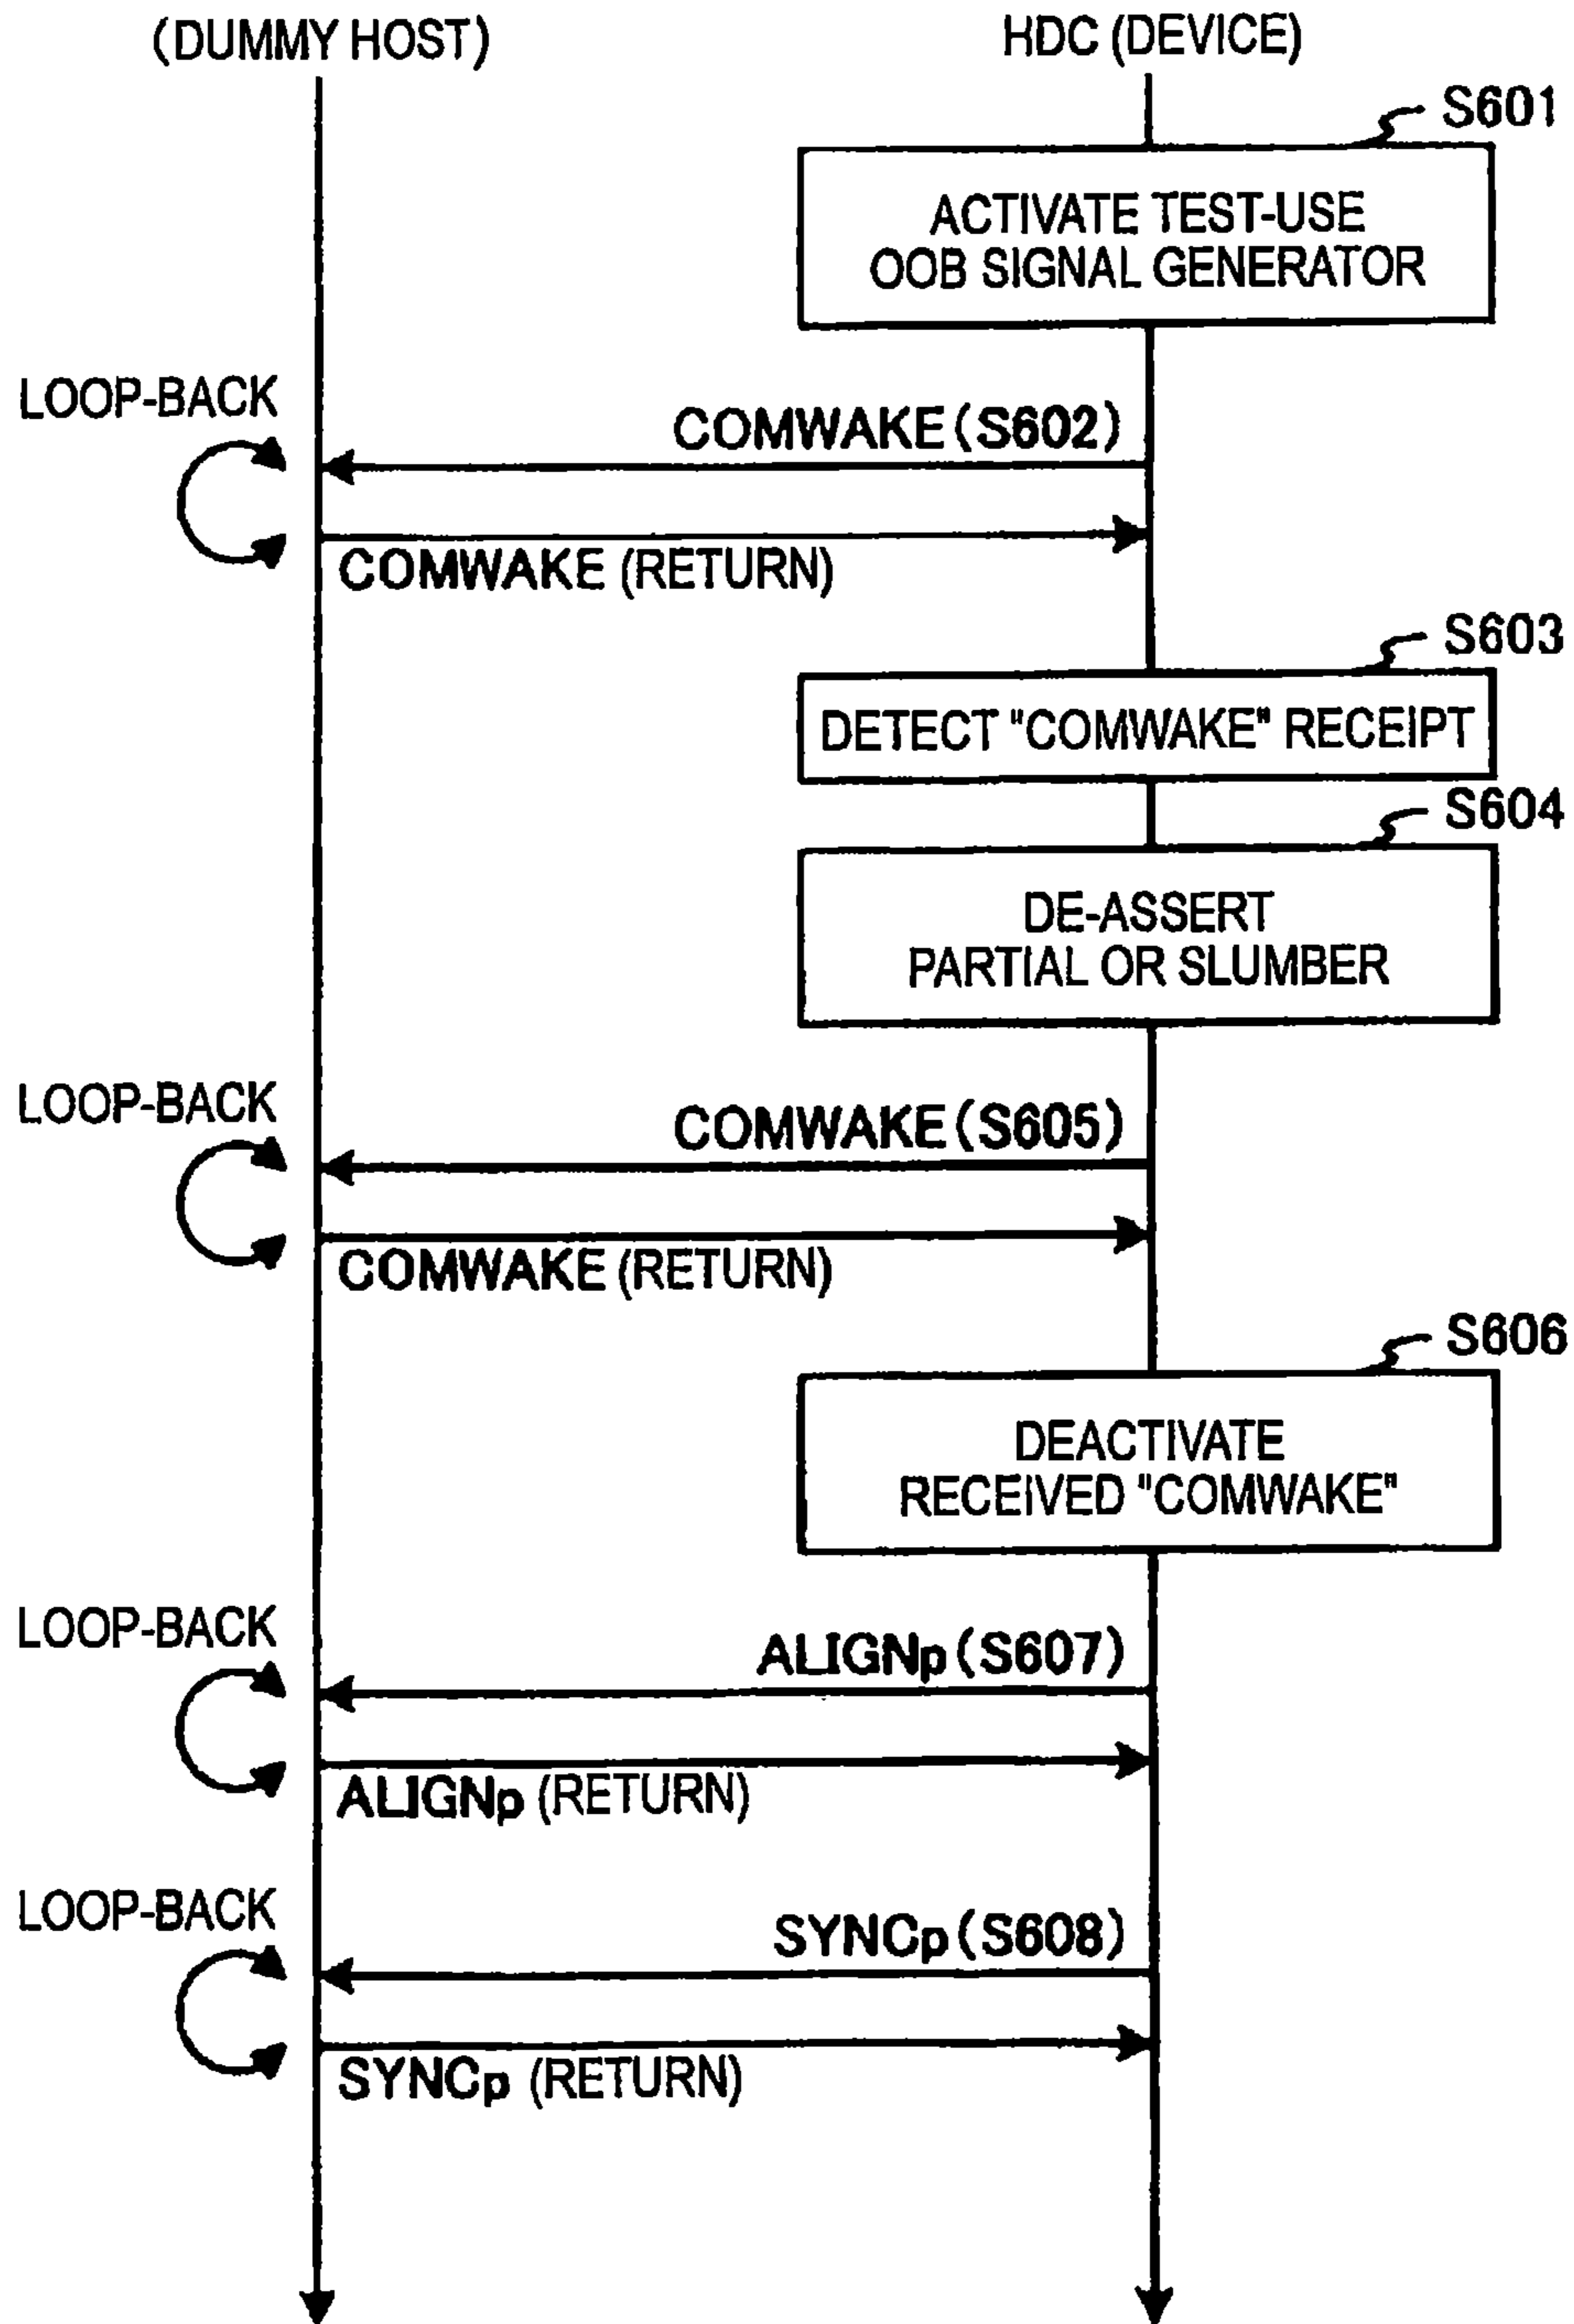 (DUMMY HOST)
HDC (DEVICE)
S601
ACTIVATE TEST-USE
OOB SIGNAL GENERATOR
LOOP-BACK
COMWAKE (S602)
COMWAKE (RETURN)
S603
DETECT "COMWAKE" RECEIPT
S604
DE-ASSERT
PARTIAL OR SLUMBER
LOOP-BACK
COMWAKE (S605)
COMWAKE (RETURN)
S606
DEACTIVATE
RECEIVED "COMWAKE"
LOOP-BACK
ALIGNp (S607)
ALIGNp (RETURN)
LOOP-BACK
SYNCp (S608)
SYNCp (RETURN)